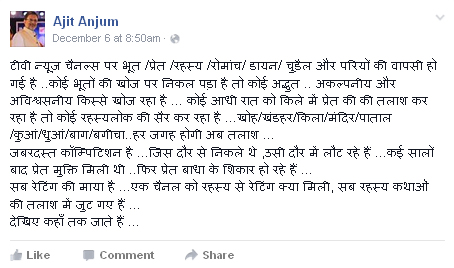 Ajit Anjum
December 6 at 8:50am ·
टीवी न्यूज चैनल्स पर भूत /प्रेत /रहस्य /रोमांच/ डायन/ चुडैल और परियों की वापसी हो
गई है ..कोई भूतों की खोज पर निकल पड़ा है तो कोई अद्भुत .. अकल्पनीय और
अविश्वसनीय किस्से खोज रहा है ... कोई आधी रात को किले में प्रेत की की तलाश कर
रहा है तो कोई रहस्यलोक की सैर कर रहा है ...खोह/खंडहर/किला/मंदिर/पाताल
/कुआं/धुआं/बाग/बगीचा..हर जगह होगी अब तलाश ...
जबरदस्त कॉम्पिटिशन है ...जिस दौर से निकले थे ,उसी दौर में लौट रहे हैं ...कई सालों
बाद प्रेत मुक्ति मिली थी ..फिर प्रेत बाधा के शिकार हो रहे हैं ...
सब रेटिंग की माया है ...एक चैनल को रहस्य से रेटिंग क्या मिली, सब रहस्य कथाओं
की तलाश में जुट गए हैं ...
देखिए कहाँ तक जाते हैं ...
Like Comment Share